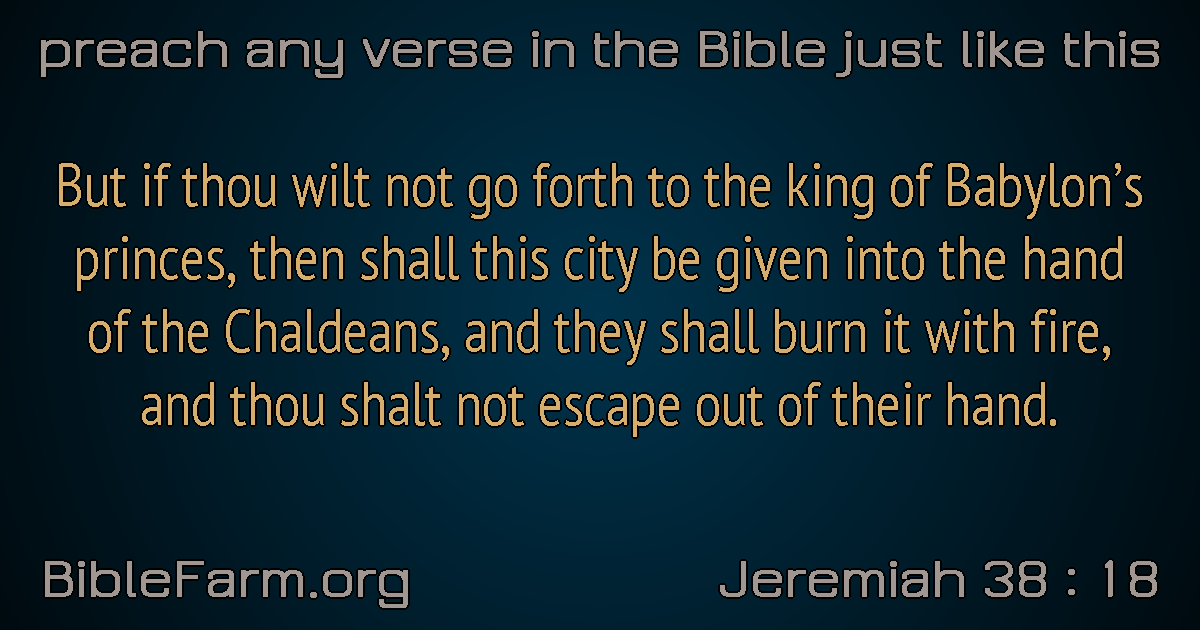 preach any verse in the Bible just like this
But if thou wilt not go forth to the king of Babylon’s
princes, then shall this city be given into the hand
of the Chaldeans, and they shall burn it with fire,
and thou shalt not escape out of their hand.
BibleFarm.org
Jeremiah 38 : 18